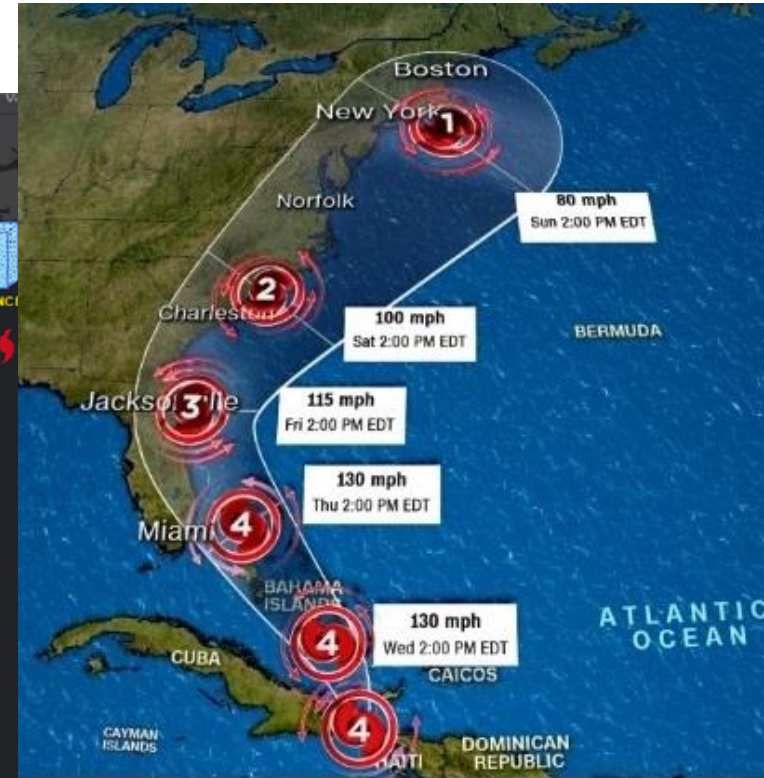 Boston
New York
1
80 mph
Sun 2:00 PM EDT
Norfolk
2
Charleston
100 mph
Sat 2:00 PM EDT
BERMUDA
Jacksonville
3
115 mph
Fri 2:00 PM EDT
130 mph
Thu 2:00 PM EDT
Miami
4
BAHAMA
ISLANDS
130 mph
Wed 2:00 PM EDT
4
ATLANTIC
OCEAN
CUBA
CAICOS
4
CAYMAN
ISLANDS
HAITI
DOMINICAN
REPUBLIC